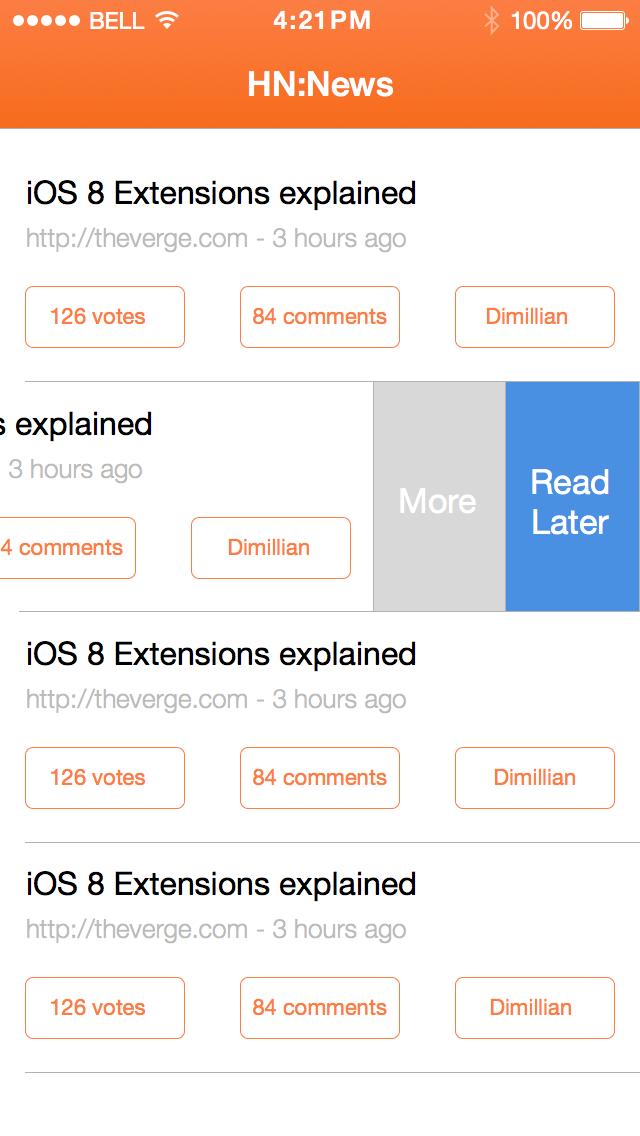 BELL 4:21PM 100%
HN:News
iOS 8 Extensions explained
http://theverge.com - 3 hours ago
126 votes 84 comments Dimillian
s explained
3 hours ago
4 comments Dimillian
More
Read
Later
iOS 8 Extensions explained
http://theverge.com - 3 hours ago
126 votes 84 comments Dimillian
iOS 8 Extensions explained
http://theverge.com - 3 hours ago
126 votes 84 comments Dimillian